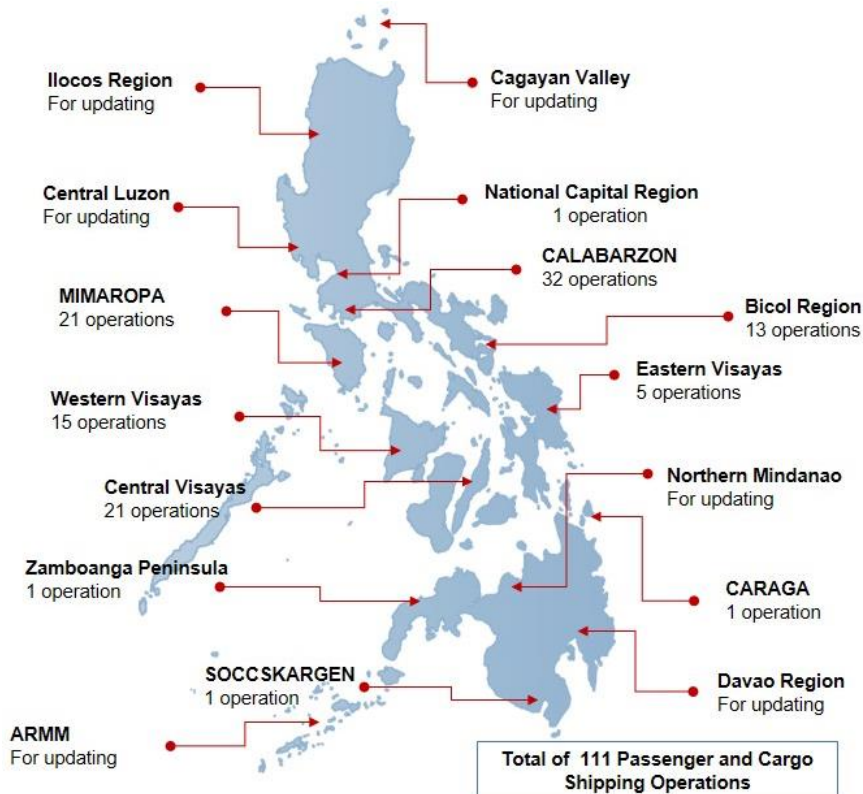 Ilocos Region
For updating
Cagayan Valley
For updating
Central Luzon
For updating
National Capital Region
1 operation
CALABARZON
32 operations
MIMAROPA
21 operations
Bicol Region
13 operations
Eastern Visayas
5 operations
Western Visayas
15 operations
Northern Mindanao
For updating
Central Visayas
21 operations
Zamboanga Peninsula
1 operation
CARAGA
1 operation
SOCCSKARGEN
1 operation
Davao Region
For updating
ARMM
For updating
Total of 111 Passenger and Cargo
Shipping Operations